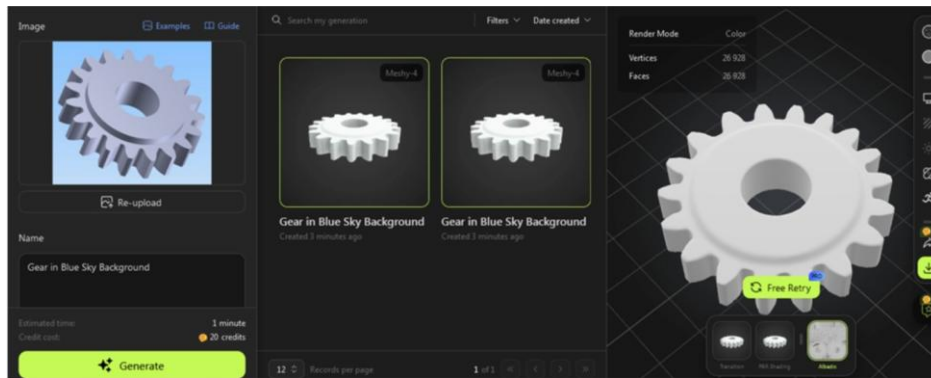 Image
Examples
Guide
Re-upload
Name
Gear in Blue Sky Background
Estimated time:
1 minute
Credit cost:
20 credits
Generate
Search my generation
Filters
Date created
Meshy-4
Meshy-4
Gear in Blue Sky Background
Created 3 minutes ago
Gear in Blue Sky Background
Created 3 minutes ago
12
Records per page
1 of 1
Render Mode
Color
Vertices
26 928
Faces
26 928
PRO
Free Retry